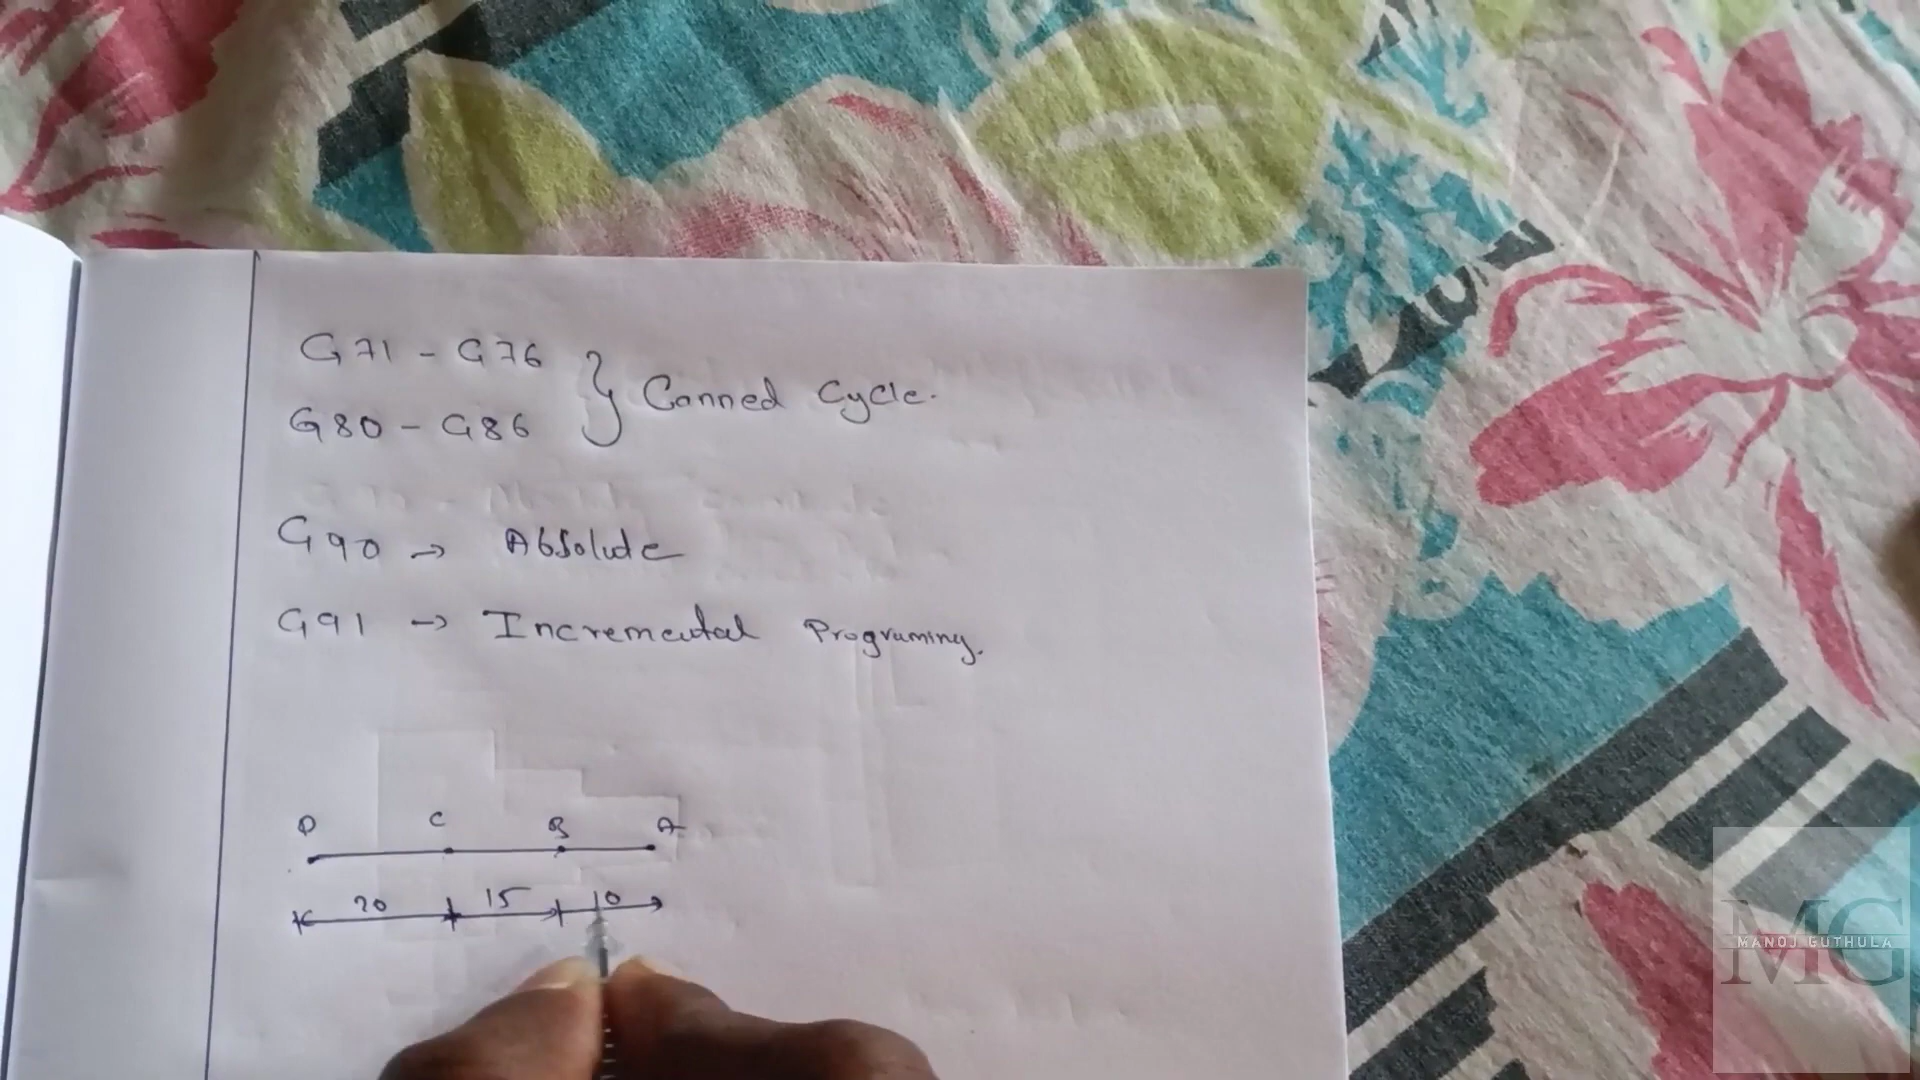 G71 - G76
G80 - G86
} Canned Cycle.
G90 → Absolute
G91 → Incremental Programing.
D C B A
20 15 10
MG
MANOJ GUTHULA